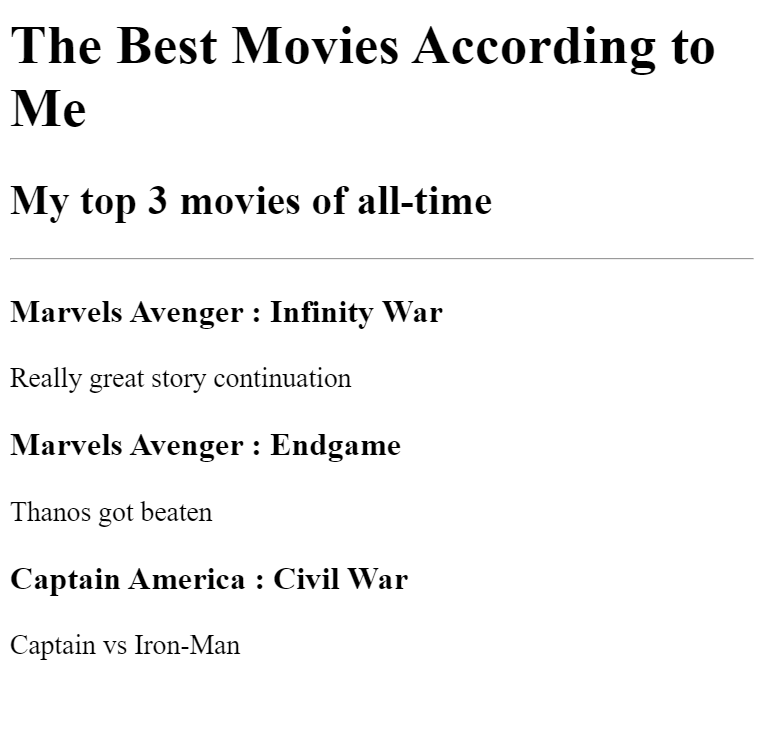 The Best Movies According to
Me
My top 3 movies of all-time
Marvels Avenger : Infinity War
Really great story continuation
Marvels Avenger : Endgame
Thanos got beaten
Captain America : Civil War
Captain vs Iron-Man